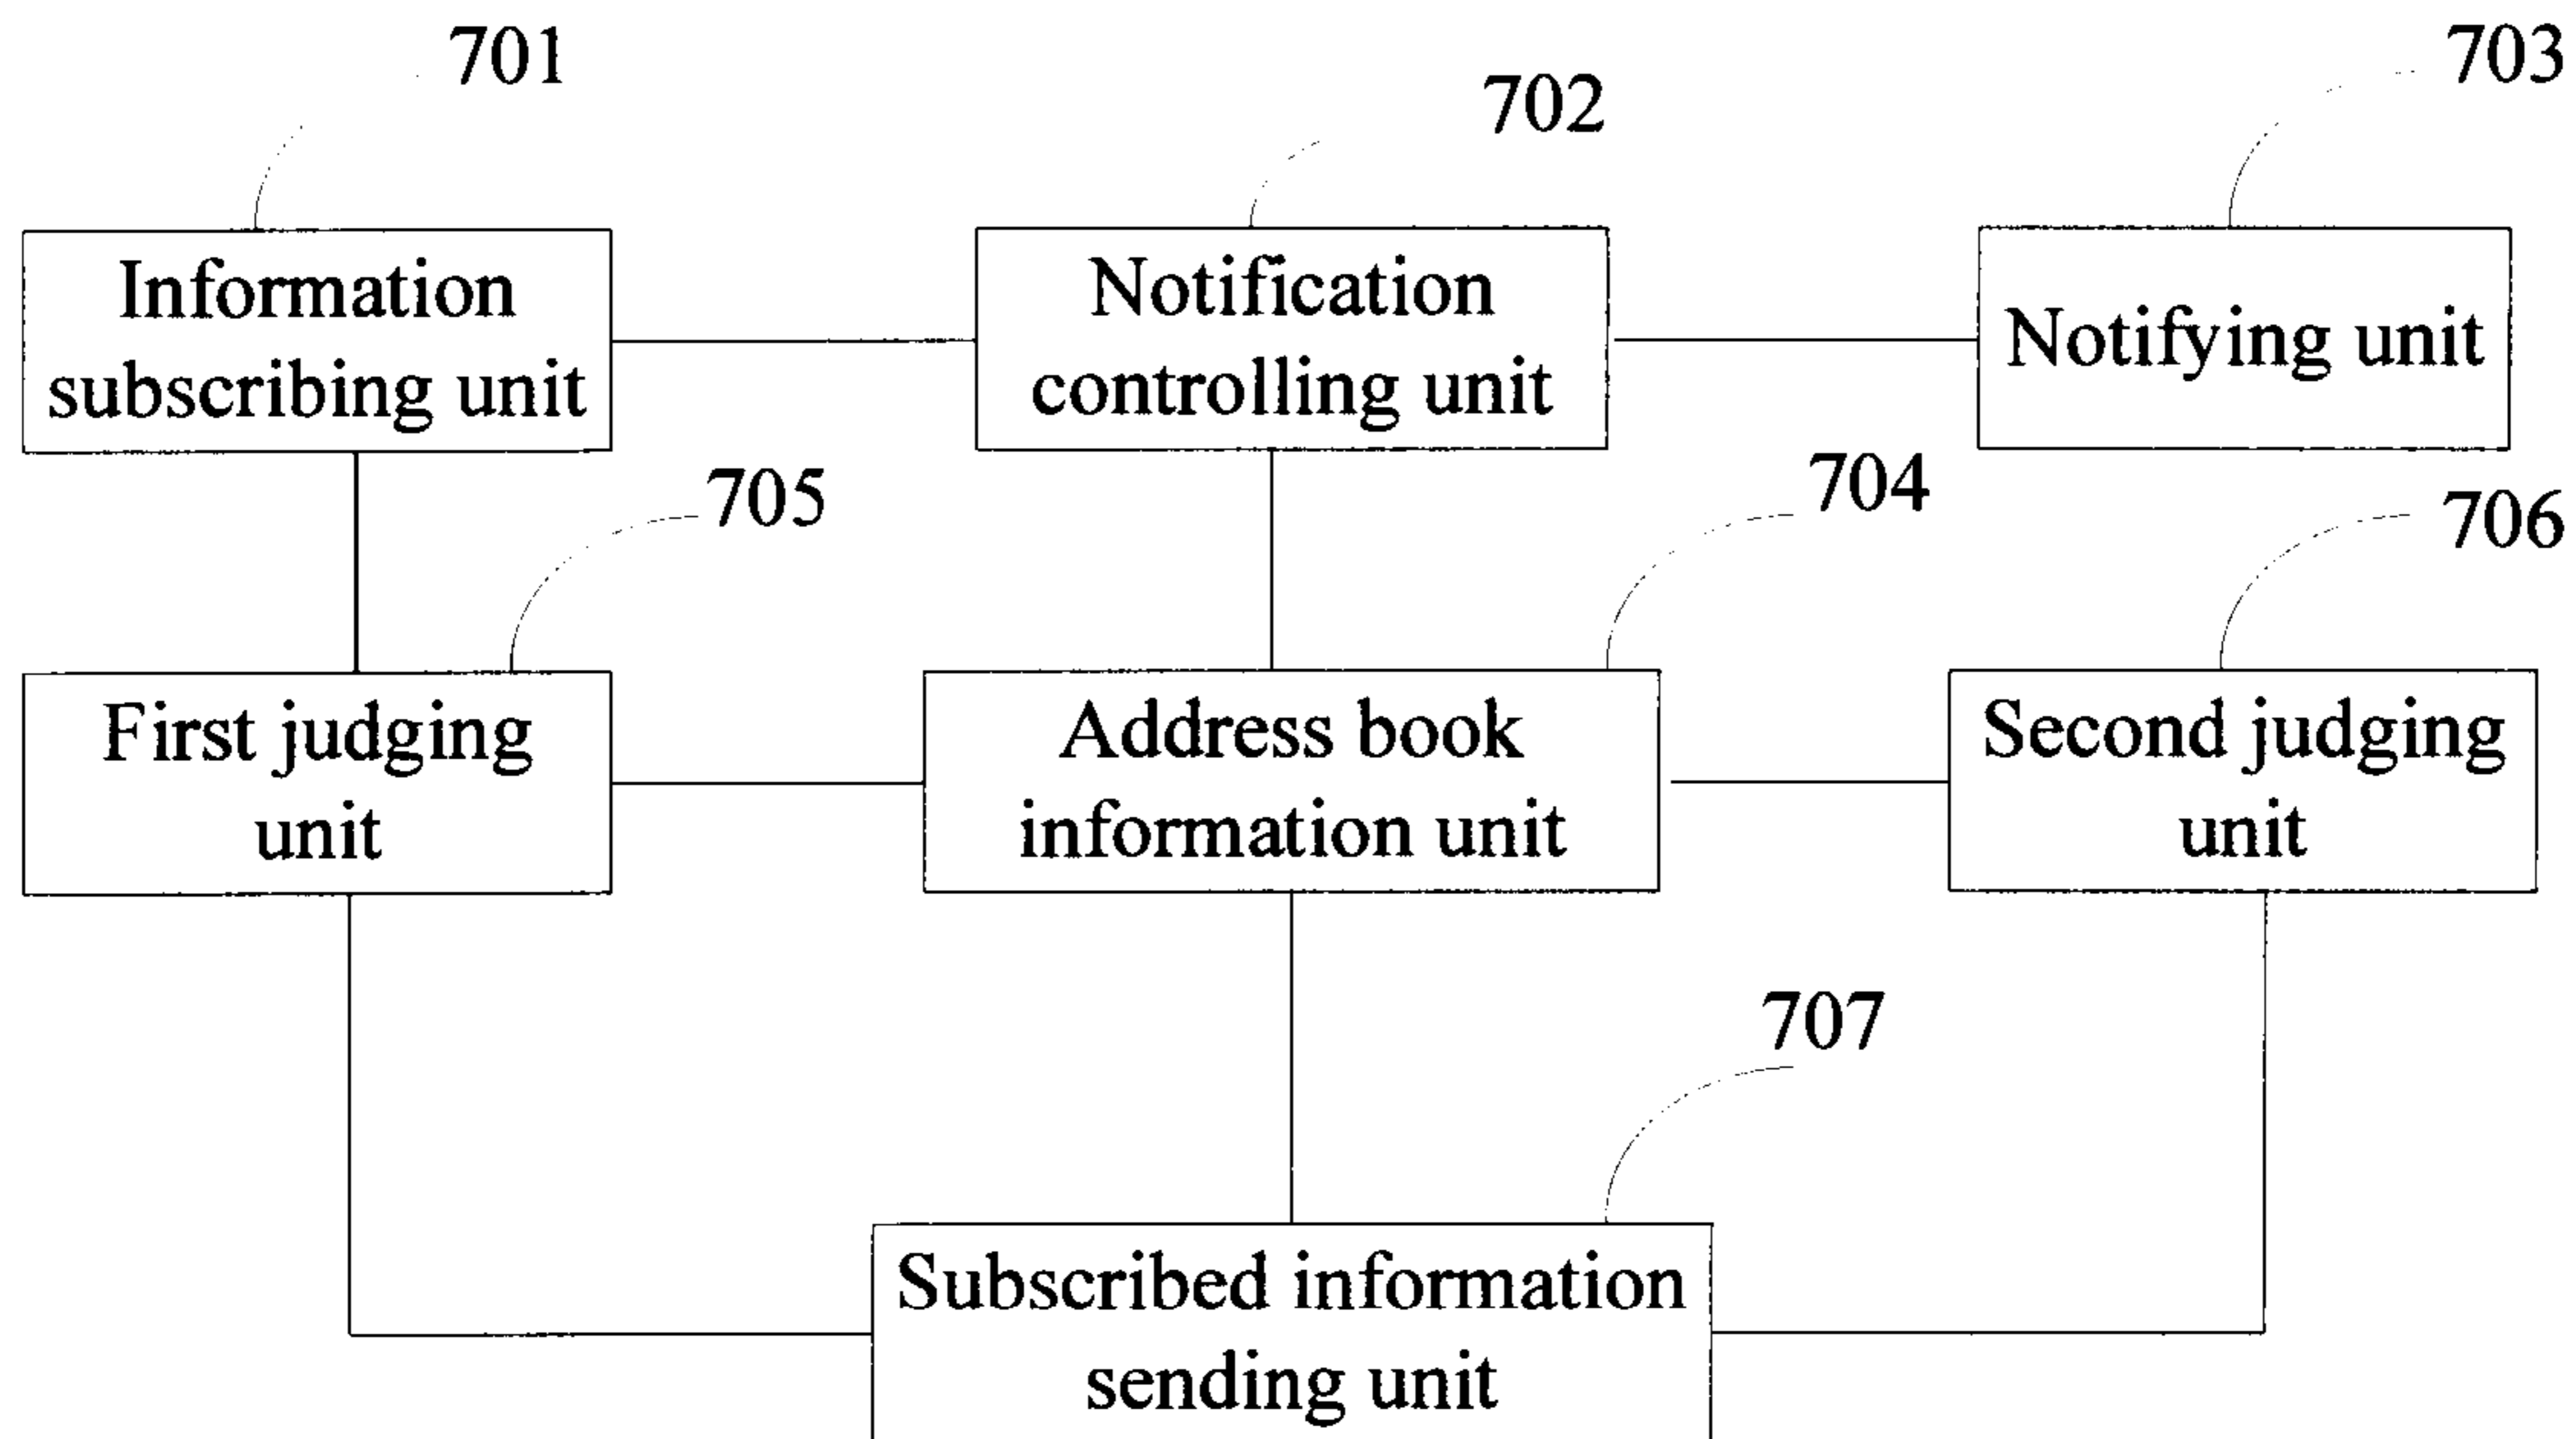 701
702
703
Information
subscribing unit
Notification
controlling unit
Notifying unit
705
704
706
First judging
unit
Address book
information unit
Second judging
unit
707
Subscribed information
sending unit